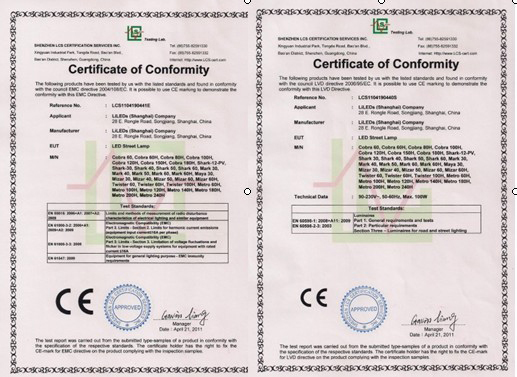 LCS
Testing Lab.
SHENZHEN LCS CERTIFICATION SERVICES INC.
Tel: (86)755-82591330
Xingyuan Industrial Park, Tongda Road, Bao'an Blvd.,
Fax: (86)755-82591332
Bao'an District, Shenzhen, Guangdong, China
Internet: http://www.LCS-cert.com
Certificate of Conformity
The following products have been tested by us with the listed standards and found in conformity
with the council EMC directive 2004/108/EC. It is possible to use CE marking to demonstrate the
conformity with this EMC Directive.
Reference No. : LCS1104190441E
Applicant : LiLEDs (Shanghai) Company
28 E. Rongle Road, Songjiang, Shanghai, China
Manufacturer : LiLEDs (Shanghai) Company
28 E. Rongle Road, Songjiang, Shanghai, China
EUT : LED Street Lamp
M/N : Cobra 60, Cobra 60H, Cobra 80H, Cobra 100H,
Cobra 120H, Cobra 150H, Cobra 180H, Shark-12-PV,
Shark-30, Shark 40, Shark 50, Shark 60, Mark 30,
Mark 40, Mark 50, Mark 60, Mark 60H, Maya 30,
Mizar 30, Mizar 40, Mizar 60, Mizar 60H, Twister 50,
Twister 60, Twister 60H, Twister 100H, Metro 60H,
Metro 100H, Metro 120H, Metro 140H, Metro 180H,
Metro 200H, Metro 240H
Test Standards:
EN 55015: 2006+A1: 2007+A2:
Limits and methods of measurement of radio disturbance
characteristics of electrical lighting and similar equipment
EN 61000-3-2: 2006+A1:
2009+A2: 2009
Electromagnetic Compatibility (EMC)
Part 3: Limits - Section 2: Limits for harmonic current emissions
(equipment input current≤16A per phase)
EN 61000-3-3: 2008
Electromagnetic Compatibility (EMC)
Part 3: Limits - Section 3. Limitation of voltage fluctuations and
flicker in low-voltage supply systems for equipment with rated
current ≤16A
EN 61547: 2009
Equipment for general lighting purposes - EMC immunity
requirements
CE
APPROVED
Manager
Date : April 21, 2011
The test report was carried out from the submitted type-samples of a product in conformity with
the specification of the respective standards. The certificate holder has the right to fix the
CE-mark for EMC directive on the product complying with the inspection samples.
LCS
Testing Lab.
SHENZHEN LCS CERTIFICATION SERVICES INC.
Tel: (86)755-82591330
Xingyuan Industrial Park, Tongda Road, Bao'an Blvd.,
Fax: (86)755-82591332
Bao'an District, Shenzhen, Guangdong, China
Internet: http://www.LCS-cert.com
Certificate of Conformity
The following products have been tested by us with the listed standards and found in conformity with
the council LVD directive 2006/95/EC. It is possible to use CE marking to demonstrate the
conformity with this LVD Directive.
Reference No. : LCS1104190440S
Applicant : LiLEDs (Shanghai) Company
28 E. Rongle Road, Songjiang, Shanghai, China
Manufacturer : LiLEDs (Shanghai) Company
28 E. Rongle Road, Songjiang, Shanghai, China
EUT : LED Street Lamp
M/N : Cobra 60, Cobra 60H, Cobra 80H, Cobra 100H,
Cobra 120H, Cobra 150H, Cobra 180H, Shark-12-PV,
Shark-30, Shark 40, Shark 50, Shark 60, Mark 30,
Mark 40, Mark 50, Mark 60, Mark 60H, Maya 30,
Mizar 30, Mizar 40, Mizar 60, Mizar 60H, Twister 50,
Twister 60, Twister 60H, Twister 100H, Metro 60H,
Metro 100H, Metro 120H, Metro 140H, Metro 180H,
Metro 200H, Metro 240H
Technical Data : 90-230V~, 50-60Hz, Max. 100W
Test Standards:
EN 60598-1: 2008+A11: 2009
EN 60598-2-3: 2003
Luminaires
Part 1: General requirements and tests
Part 2: Particular requirements
Section Three – Luminaires for road and street lighting
CE
APPROVED
Manager
Date : April 21, 2011
The test report was carried out from the submitted type-samples of a product in conformity with
the specification of the respective standards. The certificate holder has the right to fix the CE-mark
for LVD directive on the product complying with the inspection samples.